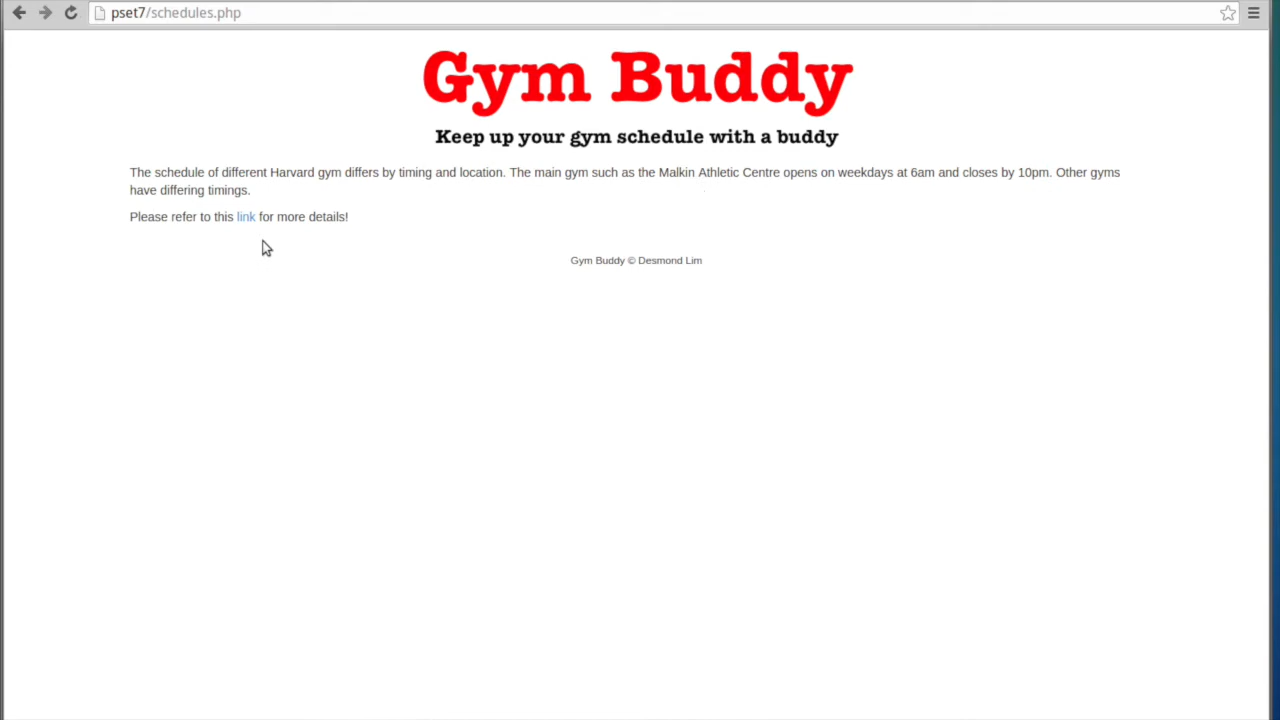 pset7/schedules.php
Gym Buddy
Keep up your gym schedule with a buddy
The schedule of different Harvard gym differs by timing and location. The main gym such as the Malkin Athletic Centre opens on weekdays at 6am and closes by 10pm. Other gyms
have differing timings.
Please refer to this link for more details!
Gym Buddy © Desmond Lim